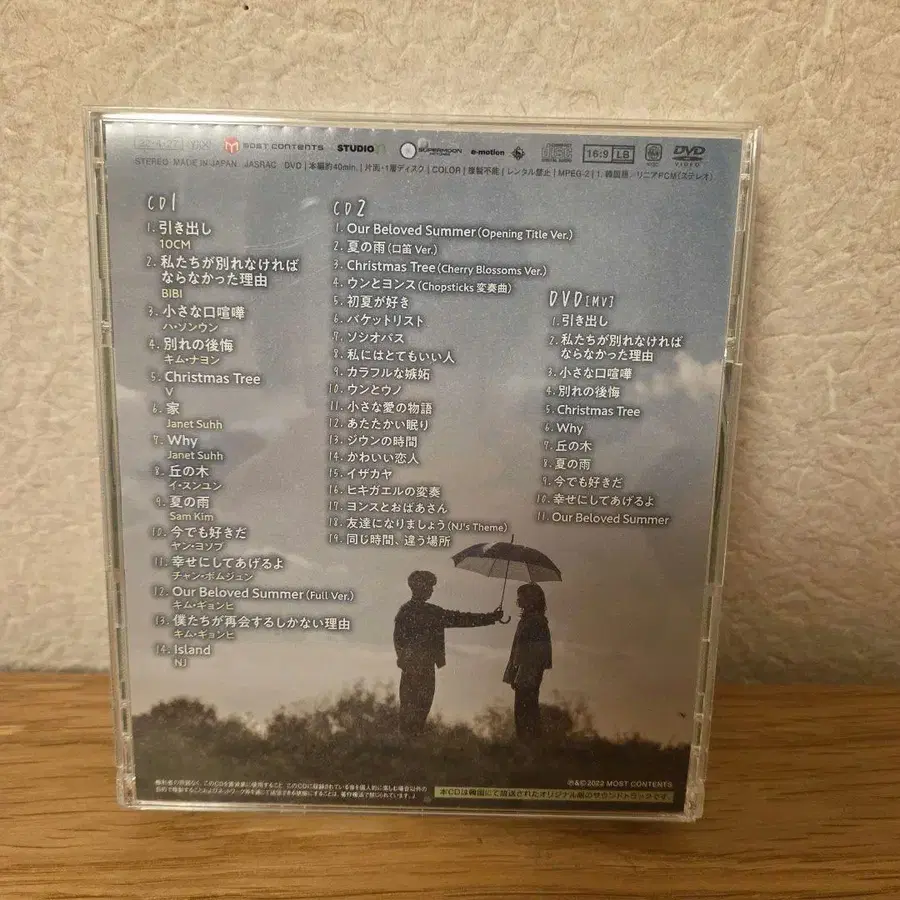 22・4・27
MOST CONTENTS
STUDIO n
SUPERMOON
e-motion
COMPACT
16:9 LB
DVD
VIDEO
STEREO MADE IN JAPAN JASRAC DVD | 本編約40min. | 片面・1層ディスク | COLOR | 複製不能 | レンタル禁止 | MPEG-2 | 1. 韓国語/リニアPCM(ステレオ)
CD1
1. 引き出し
10CM
2. 私たちが別れなければ
ならなかった理由
BIBI
3. 小さな口喧嘩
ハ・ソンウン
4. 別れの後悔
キム・ナヨン
5. Christmas Tree
V
6. 家
Janet Suhh
7. Why
Janet Suhh
8. 丘の木
イ・スンユン
9. 夏の雨
Sam Kim
10. 今でも好きだ
ヤン・ヨソプ
11. 幸せにしてあげるよ
チャン・ボムジュン
12. Our Beloved Summer (Full Ver.)
キム・ギョンヒ
13. 僕たちが再会するしかない理由
キム・ギョンヒ
14. Island
NJ
CD2
1. Our Beloved Summer (Opening Title Ver.)
2. 夏の雨 (口笛 Ver.)
3. Christmas Tree (Cherry Blossoms Ver.)
4. ウンとヨンス (Chopsticks 変奏曲)
5. 初夏が好き
6. バケットリスト
7. ソシオパス
8. 私にはとてもいい人
9. カラフルな嫉妬
10. ウンとウノ
11. 小さな愛の物語
12. あたたかい眠り
13. ジウンの時間
14. かわいい恋人
15. イザカヤ
16. ヒキガエルの変奏
17. ヨンスとおばあさん
18. 友達になりましょう (NJ's Theme)
19. 同じ時間、違う場所
DVD [MV]
1. 引き出し
2. 私たちが別れなければ
ならなかった理由
3. 小さな口喧嘩
4. 別れの後悔
5. Christmas Tree
6. Why
7. 丘の木
8. 夏の雨
9. 今でも好きだ
10. 幸せにしてあげるよ
11. Our Beloved Summer
℗&©2022 MOST CONTENTS
本CDは韓国にて放送されたオリジナル版のサウンドトラックです。